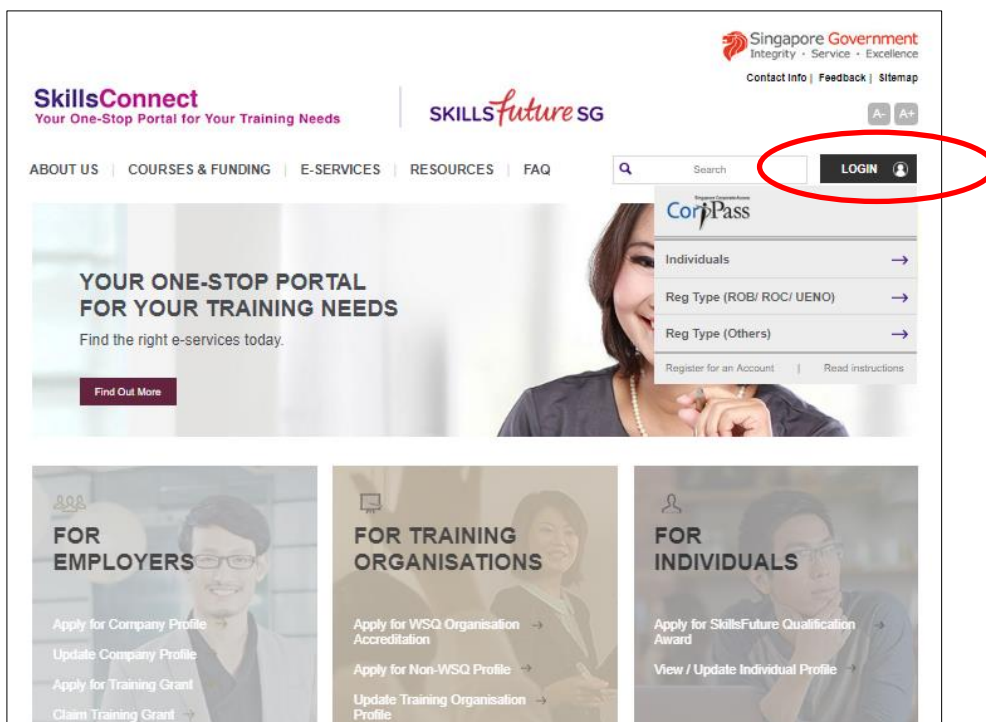 Singapore Government
Integrity · Service · Excellence
Contact Info | Feedback | Sitemap
SkillsConnect
Your One-Stop Portal for Your Training Needs
SKILLSfuture SG
A- A+
ABOUT US | COURSES & FUNDING | E-SERVICES | RESOURCES | FAQ
Search
LOGIN
Singapore Corporate Access
CorpPass
Individuals →
Reg Type (ROB/ ROC/ UENO) →
Reg Type (Others) →
Register for an Account | Read instructions
YOUR ONE-STOP PORTAL
FOR YOUR TRAINING NEEDS
Find the right e-services today.
Find Out More
FOR
EMPLOYERS
Apply for Company Profile →
Update Company Profile
Apply for Training Grant
Claim Training Grant →
FOR TRAINING
ORGANISATIONS
Apply for WSQ Organisation →
Accreditation
Apply for Non-WSQ Profile →
Update Training Organisation →
Profile
FOR
INDIVIDUALS
Apply for SkillsFuture Qualification →
Award
View / Update Individual Profile →